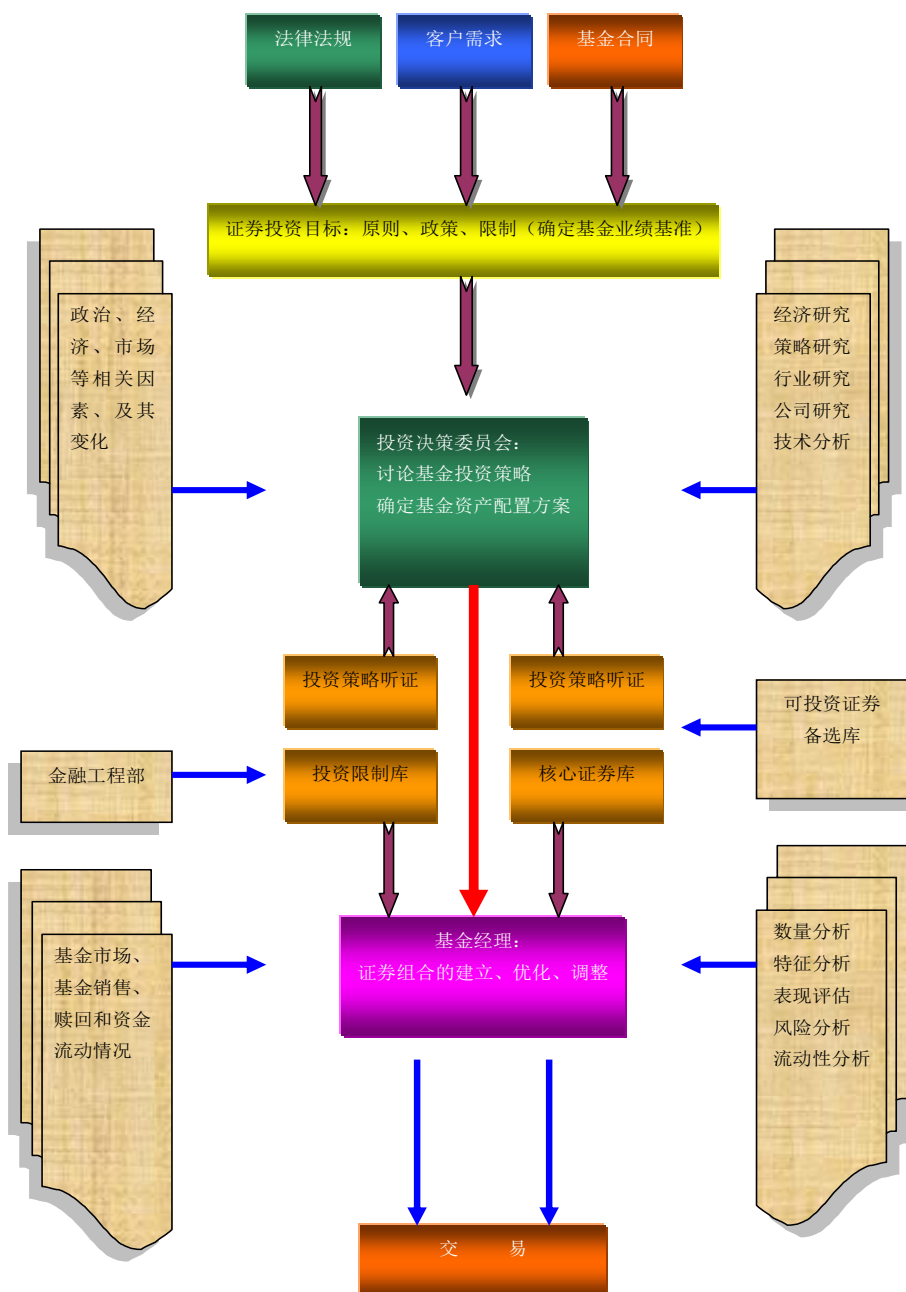 法律法规
客户需求
基金合同
证券投资目标：原则、政策、限制（确定基金业绩基准）
政治、经
济、市场
等相关因
素、及其
变化
经济研究
策略研究
行业研究
公司研究
技术分析
投资决策委员会：
讨论基金投资策略
确定基金资产配置方案
投资策略听证
投资策略听证
可投资证券
备选库
金融工程部
投资限制库
核心证券库
基金经理：
证券组合的建立、优化、调整
基金市场、
基金销售、
赎回和资金
流动情况
数量分析
特征分析
表现评估
风险分析
流动性分析
交 易